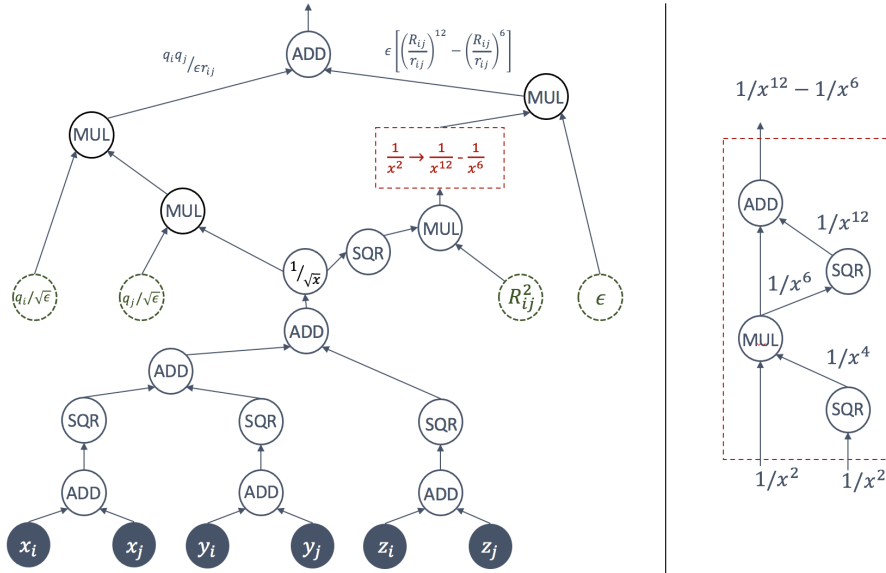 q_i q_j / ϵr_ij
ADD
ϵ[(R_ij/r_ij)^12 − (R_ij/r_ij)^6]
MUL
MUL
1/x^2 → 1/x^12 - 1/x^6
MUL
SQR
MUL
1/√x
q_i/√ϵ
q_j/√ϵ
R_ij^2
ϵ
ADD
ADD
SQR
SQR
SQR
ADD
ADD
ADD
x_i
x_j
y_i
y_j
z_i
z_j
1/x^12 − 1/x^6
ADD
1/x^12
SQR
1/x^6
MUL
1/x^4
SQR
1/x^2
1/x^2